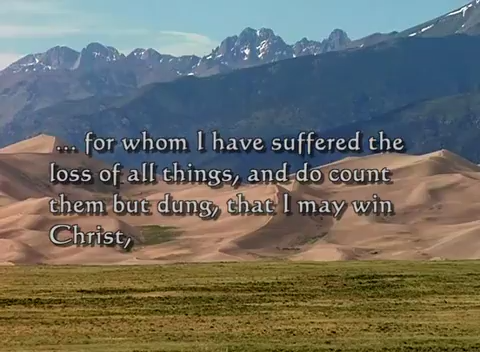 ... for whom I have suffered the
loss of all things, and do count
them but dung, that I may win
Christ,